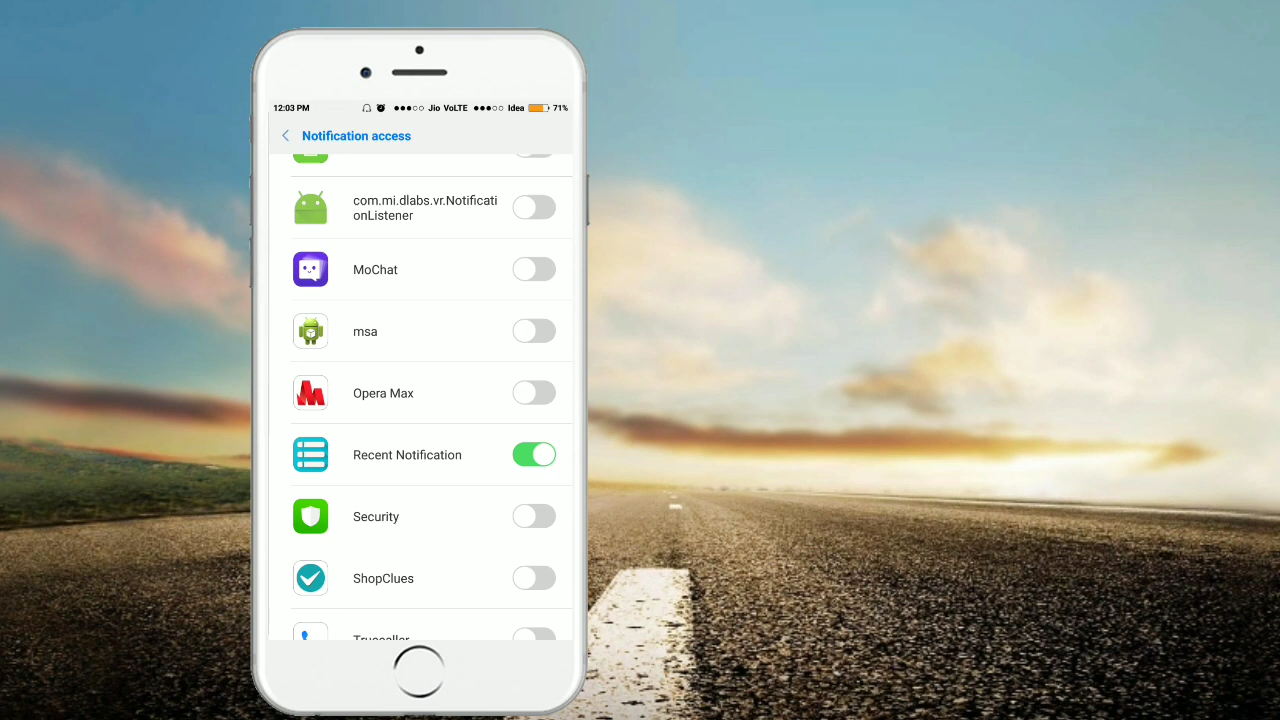 12:03 PM Jio VoLTE Idea 71%
Notification access
com.mi.dlabs.vr.Notificati
onListener
MoChat
msa
Opera Max
Recent Notification
Security
ShopClues
Truecaller